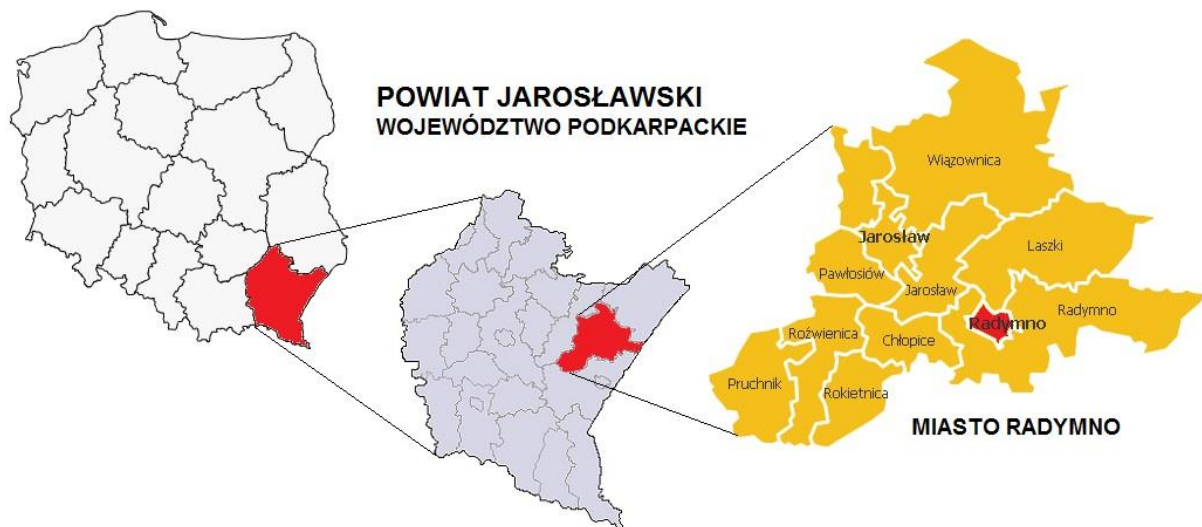 POWIAT JAROSŁAWSKI
WOJEWÓDZTWO PODKARPACKIE
Wiązownica
Jarosław
Laszki
Pawłosiów
Jarosław
Radymno
Radymno
Roźwienica
Chłopice
Pruchnik
Rokietnica
MIASTO RADYMNO